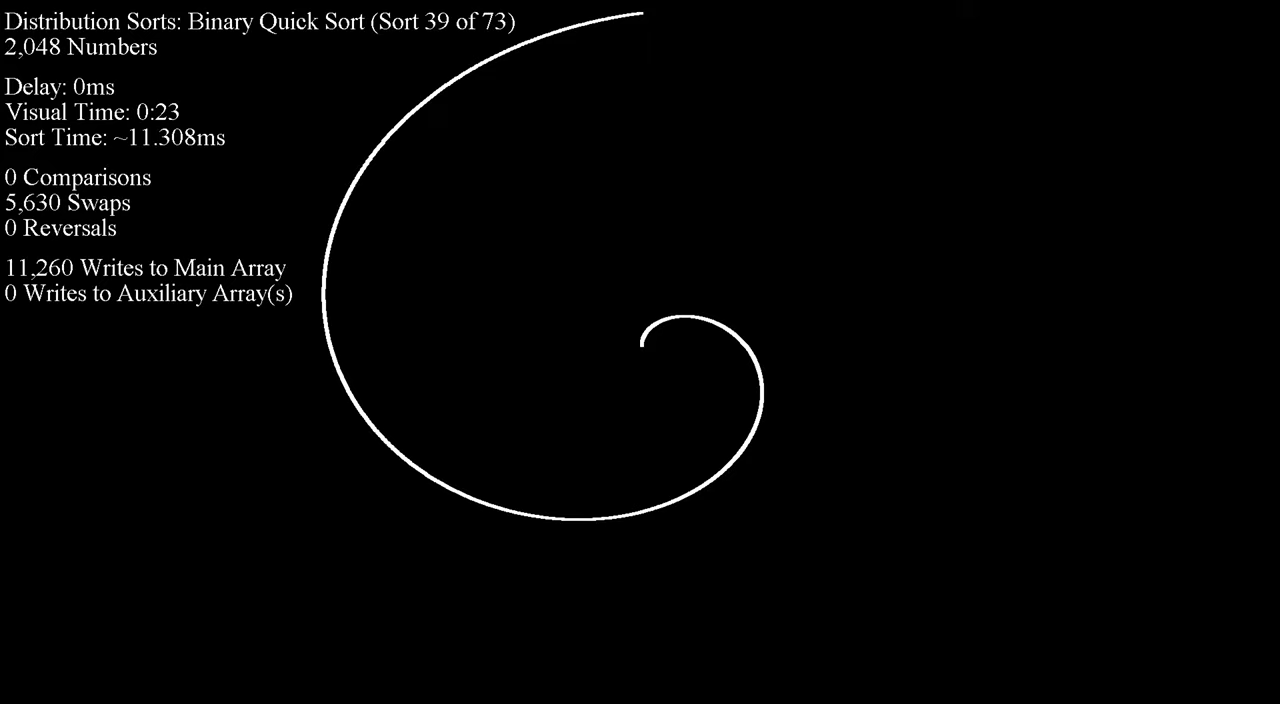 Distribution Sorts: Binary Quick Sort (Sort 39 of 73)
2,048 Numbers
Delay: 0ms
Visual Time: 0:23
Sort Time: ~11.308ms
0 Comparisons
5,630 Swaps
0 Reversals
11,260 Writes to Main Array
0 Writes to Auxiliary Array(s)